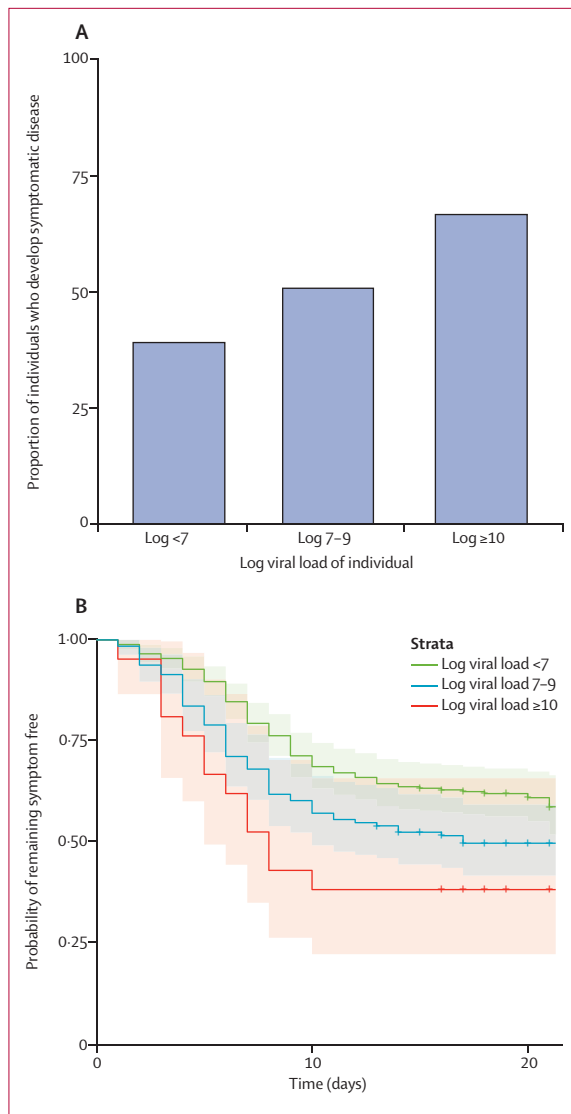 A
100
75
50
25
0
Proportion of individuals who develop symptomatic disease
Log <7
Log 7–9
Log ≥10
Log viral load of individual
B
1·00
0·75
0·50
0·25
0
Probability of remaining symptom free
Strata
Log viral load <7
Log viral load 7–9
Log viral load ≥10
0
10
20
Time (days)